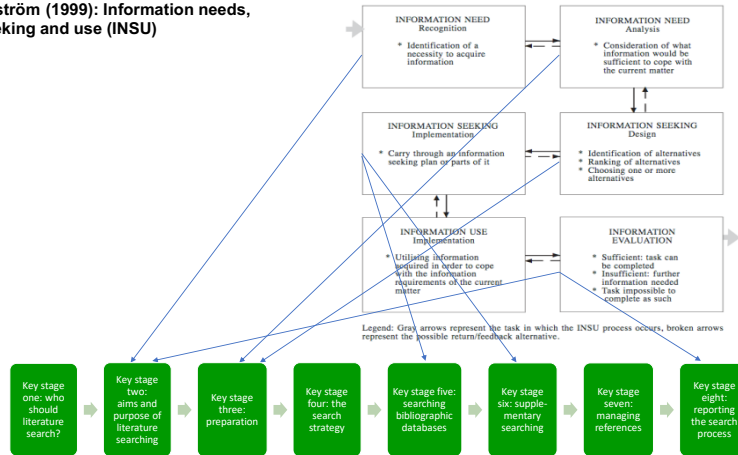 ström (1999): Information needs,
king and use (INSU)
INFORMATION NEED
Recognition
* Identification of a
necessity to acquire
information
INFORMATION NEED
Analysis
* Consideration of what
information would be
sufficient to cope with
the current matter
INFORMATION SEEKING
Implementation
* Carry through an information
seeking plan or parts of it
INFORMATION SEEKING
Design
* Identification of alternatives
* Ranking of alternatives
* Choosing one or more
alternatives
INFORMATION USE
Implementation
* Utilising information
acquired in order to cope
with the information
requirements of the current
matter
INFORMATION
EVALUATION
* Sufficient: task can
be completed
* Insufficient: further
information needed
* Task impossible to
complete as such
Legend: Gray arrows represent the task in which the INSU process occurs, broken arrows
represent the possible return/feedback alternative.
Key stage
one: who
should
literature
search?
Key stage
two:
aims and
purpose of
literature
searching
Key stage
three:
preparation
Key stage
four: the
search
strategy
Key stage five:
searching
bibliographic
databases
Key stage
six: supple-
mentary
searching
Key stage
seven:
managing
references
Key stage
eight:
reporting
the search
process